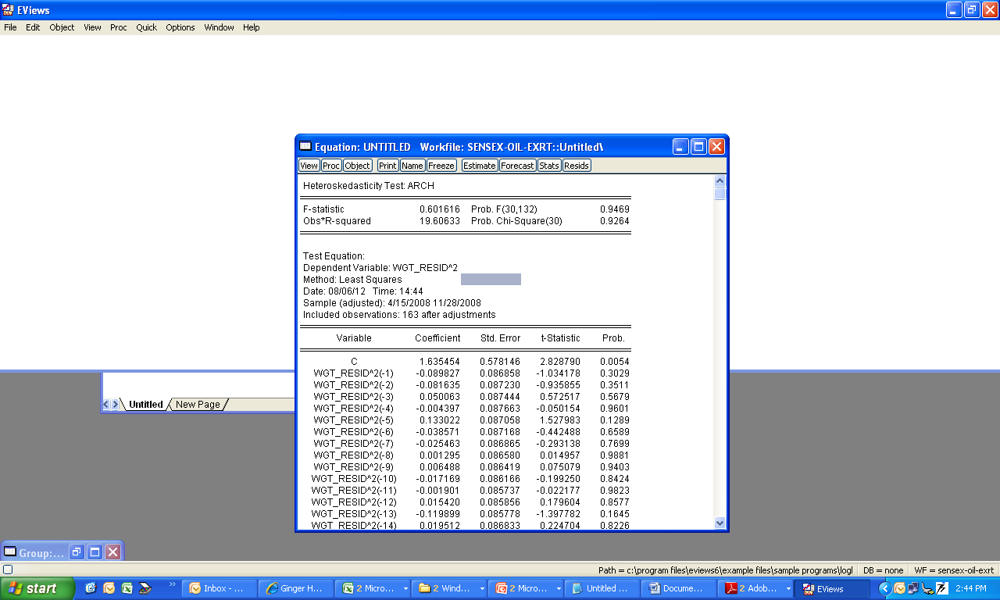 EViews
File Edit Object View Proc Quick Options Window Help
Equation: UNTITLED Workfile: SENSEX-OIL-EXRT::Untitled\
View Proc Object Print Name Freeze Estimate Forecast Stats Resids
Heteroskedasticity Test: ARCH
F-statistic 0.601616 Prob. F(30,132) 0.9469
Obs*R-squared 19.60633 Prob. Chi-Square(30) 0.9264
Test Equation:
Dependent Variable: WGT_RESID^2
Method: Least Squares
Date: 08/06/12 Time: 14:44
Sample (adjusted): 4/15/2008 11/28/2008
Included observations: 163 after adjustments
Variable Coefficient Std. Error t-Statistic Prob.
C 1.635454 0.578146 2.828790 0.0054
WGT_RESID^2(-1) -0.089827 0.086858 -1.034178 0.3029
WGT_RESID^2(-2) -0.081635 0.087230 -0.935855 0.3511
WGT_RESID^2(-3) 0.050063 0.087444 0.572517 0.5679
WGT_RESID^2(-4) -0.004397 0.087663 -0.050154 0.9601
WGT_RESID^2(-5) 0.133022 0.087058 1.527983 0.1289
WGT_RESID^2(-6) -0.038571 0.087168 -0.442488 0.6589
WGT_RESID^2(-7) -0.025463 0.086865 -0.293138 0.7699
WGT_RESID^2(-8) 0.001295 0.086580 0.014957 0.9881
WGT_RESID^2(-9) 0.006488 0.086419 0.075079 0.9403
WGT_RESID^2(-10) -0.017169 0.086166 -0.199250 0.8424
WGT_RESID^2(-11) -0.001901 0.085737 -0.022177 0.9823
WGT_RESID^2(-12) 0.015420 0.085856 0.179604 0.8577
WGT_RESID^2(-13) -0.119899 0.085778 -1.397782 0.1645
WGT_RESID^2(-14) 0.019512 0.086833 0.224704 0.8226
Untitled New Page
Group:...
Path = c:\program files\eviews6\example files\sample programs\logl DB = none WF = sensex-oil-exrt
start Inbox - ... Ginger H... 2 Micro... 2 Wind... 2 Micro... Untitled ... Docume... 2 Adob... EViews 2:44 PM